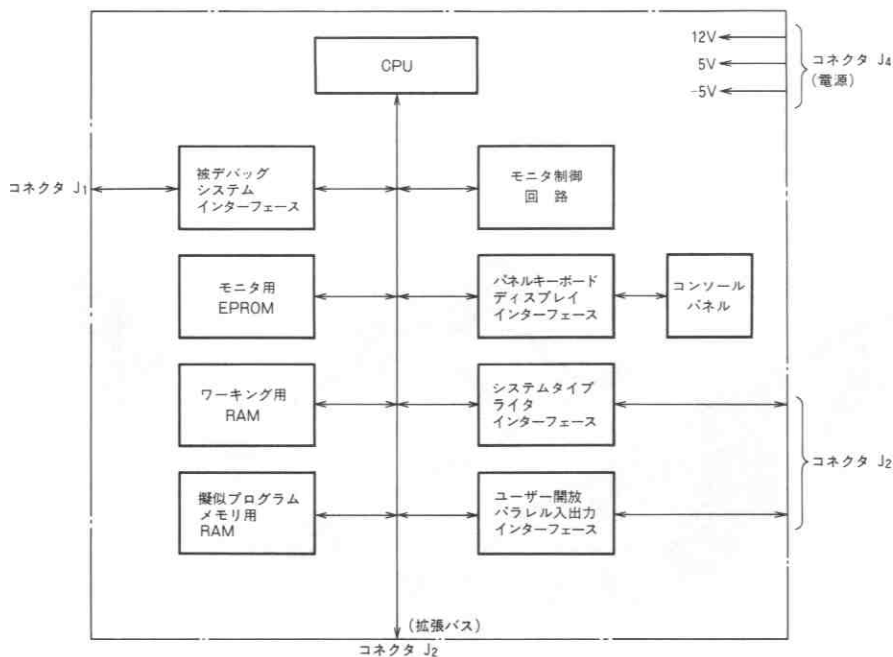 CPU
12V
5V
-5V
コネクタ J₄
(電源)
コネクタ J₁
被デバッグ
システム
インターフェース
モニタ制御
回 路
モニタ用
EPROM
パネルキーボード
ディスプレイ
インターフェース
コンソール
パネル
ワーキング用
RAM
システムタイプ
ライタ
インターフェース
コネクタ J₂
擬似プログラム
メモリ用
RAM
ユーザー開放
パラレル入出力
インターフェース
(拡張バス)
コネクタ J₂